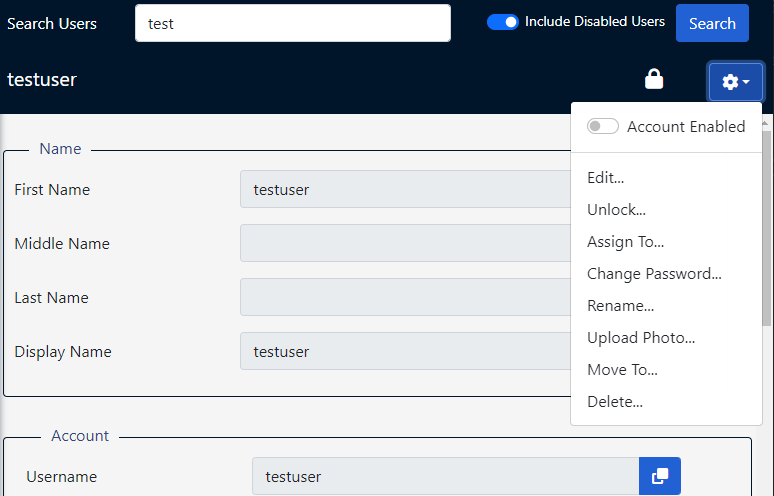 Search Users test Include Disabled Users Search
testuser
Account Enabled
Edit...
Unlock...
Assign To...
Change Password...
Rename...
Upload Photo...
Move To...
Delete...
Name
First Name testuser
Middle Name
Last Name
Display Name testuser
Account
Username testuser